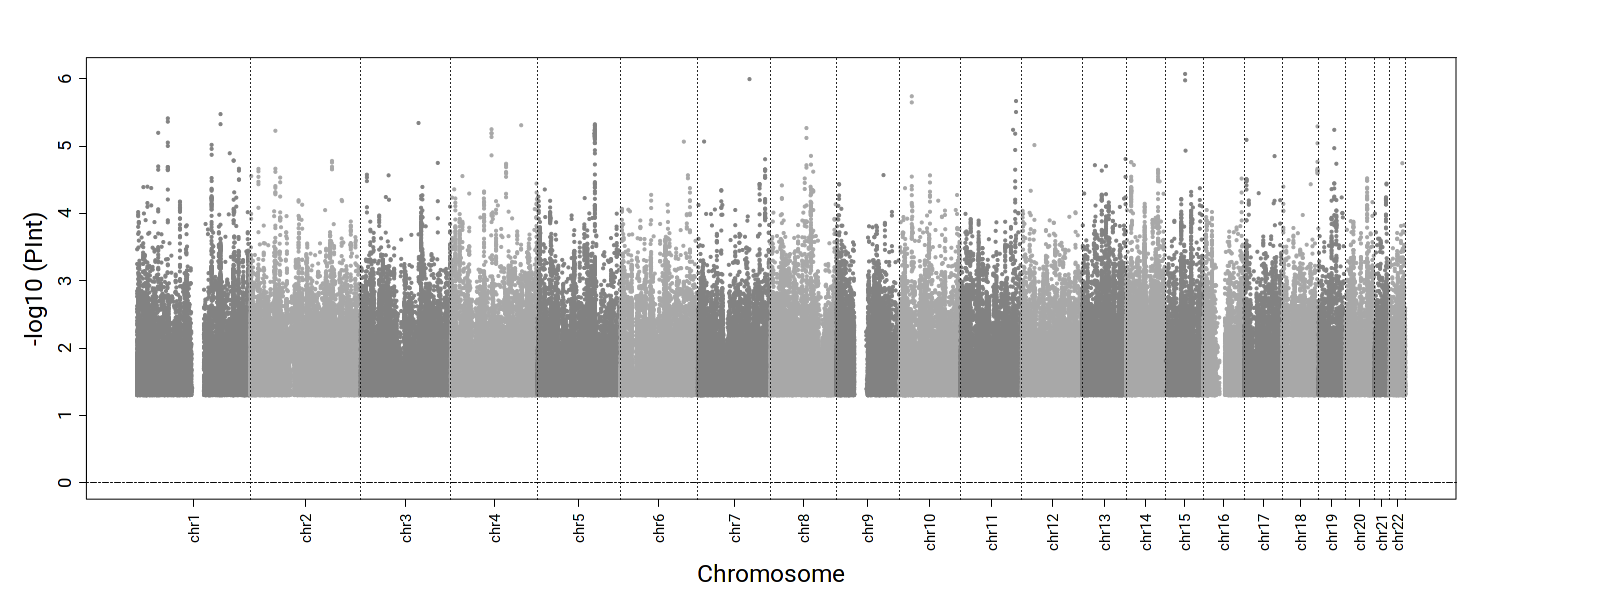 -log10 (PInt)
6
5
4
3
2
1
0
chr1
chr2
chr3
chr4
chr5
chr6
chr7
chr8
chr9
chr10
chr11
chr12
chr13
chr14
chr15
chr16
chr17
chr18
chr19
chr20
chr21
chr22
Chromosome